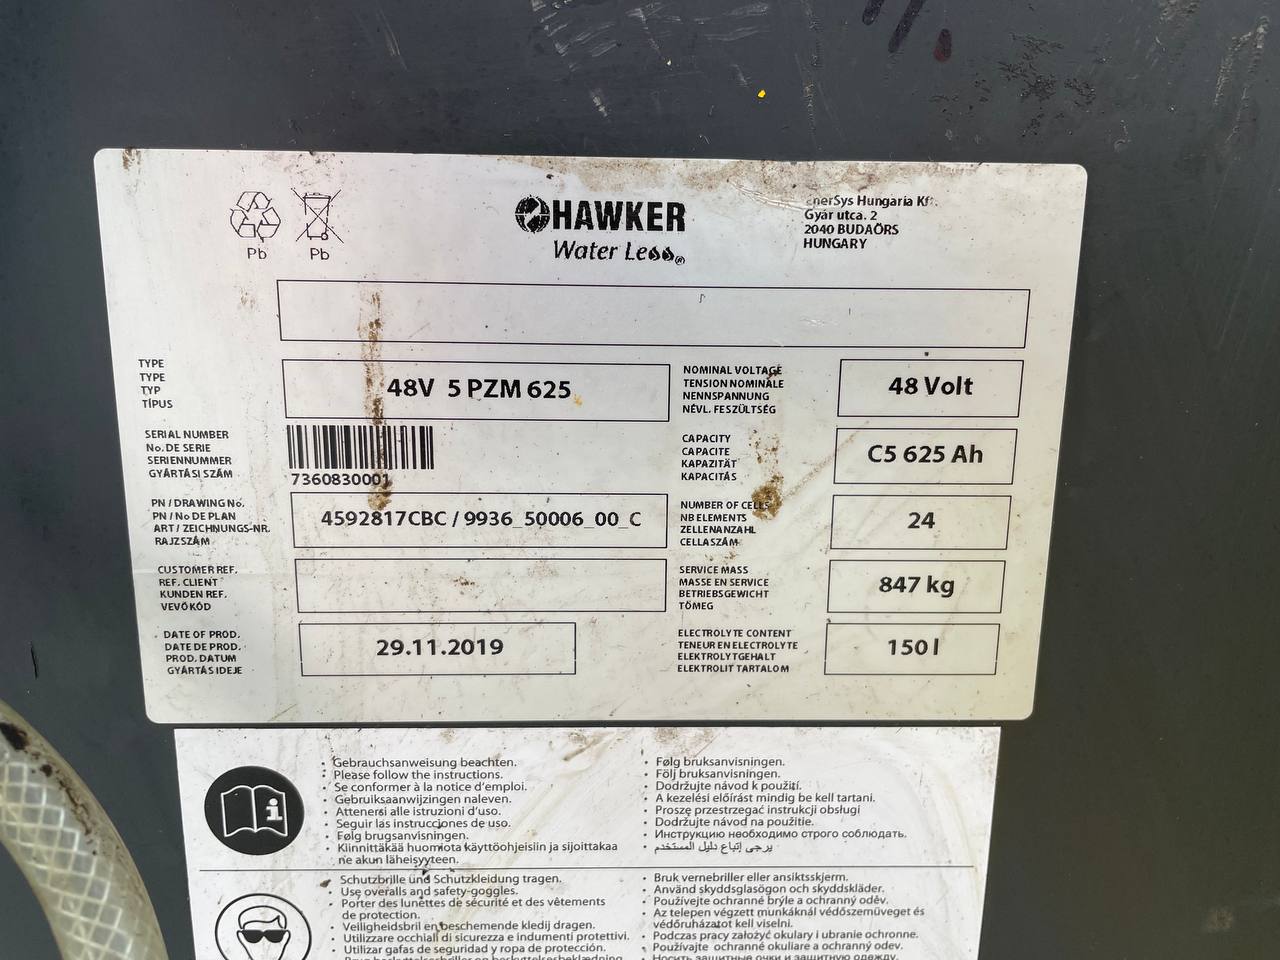 Pb
Pb
HAWKER
Water Less®
EnerSys Hungaria Kft.
Gyár utca. 2
2040 BUDAÖRS
HUNGARY
TYPE
TYPE
TYP
TÍPUS
48V 5 PZM 625
NOMINAL VOLTAGE
TENSION NOMINALE
NENNSPANNUNG
NÉVL. FESZÜLTSÉG
48 Volt
SERIAL NUMBER
No. DE SERIE
SERIENNUMMER
GYÁRTÁSI SZÁM
7360830001
CAPACITY
CAPACITE
KAPAZITÄT
KAPACITÁS
C5 625 Ah
PN / DRAWING No.
PN / No DE PLAN
ART / ZEICHNUNGS-NR.
RAJZSZÁM
4592817CBC / 9936_50006_00_C
NUMBER OF CELLS
NB ELEMENTS
ZELLENANZAHL
CELLASZÁM
24
CUSTOMER REF.
REF. CLIENT
KUNDEN REF.
VEVŐKÓD
SERVICE MASS
MASSE EN SERVICE
BETRIEBSGEWICHT
TÖMEG
847 kg
DATE OF PROD.
DATE DE PROD.
PROD. DATUM
GYÁRTÁS IDEJE
29.11.2019
ELECTROLYTE CONTENT
TENEUR EN ELECTROLYTE
ELEKTROLYTGEHALT
ELEKTROLIT TARTALOM
150 l
• Gebrauchsanweisung beachten.
• Please follow the instructions.
• Se conformer à la notice d'emploi.
• Gebruiksaanwijzingen naleven.
• Attenersi alle istruzioni d'uso.
• Seguir las instrucciones de uso.
• Følg brugsanvisningen.
• Kiinnittäkää huomiota käyttöohjeisiin ja sijoittakaa
ne akun läheisyyteen.
• Følg bruksanvisningen.
• Följ bruksanvisningen.
• Dodržujte návod k použití.
• A kezelési előírást mindig be kell tartani.
• Proszę przestrzegać instrukcji obsługi
• Dodržujte návod na použitie.
• Инструкцию необходимо строго соблюдать.
• يرجى إتباع دليل المستخدم
• Schutzbrille und Schutzkleidung tragen.
• Use overalls and safety-goggles.
• Porter des lunettes de sécurité et des vêtements
de protection.
• Veiligheidsbril en beschermende kledij dragen.
• Utilizzare occhiali di sicurezza e indumenti protettivi.
• Utilizar gafas de seguridad y ropa de protección.
• Bruk vernebriller eller ansiktsskjerm.
• Använd skyddsglasögon och skyddskläder.
• Používejte ochranné brýle a ochranný oděv.
• Az telepen végzett munkáknál védőszemüveget és
védőruházatot kell viselni.
• Podczas pracy założyć okulary i ubranie ochronne.
• Používajte ochranné okuliare a ochranný odev.
• Носить защитные очки и защитную одежду.